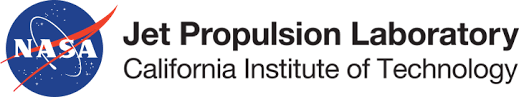 NASA
Jet Propulsion Laboratory
California Institute of Technology